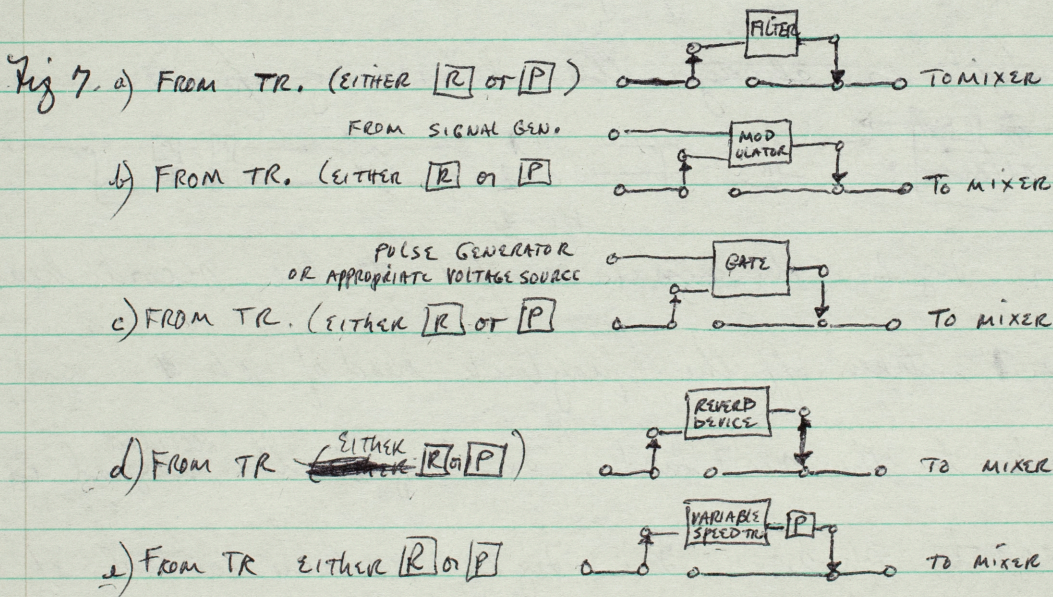 FILTER
Fig 7. a) FROM TR. (EITHER R or P) TO MIXER
FROM SIGNAL GEN. MOD
ULATOR
b) FROM TR. (EITHER R or P TO MIXER
PULSE GENERATOR GATE
OR APPROPRIATE VOLTAGE SOURCE
c) FROM TR. (EITHER R or P TO MIXER
REVERB
DEVICE
EITHER
d) FROM TR R or P) TO MIXER
VARIABLE
SPEED TR. P
e) FROM TR EITHER R or P TO MIXER